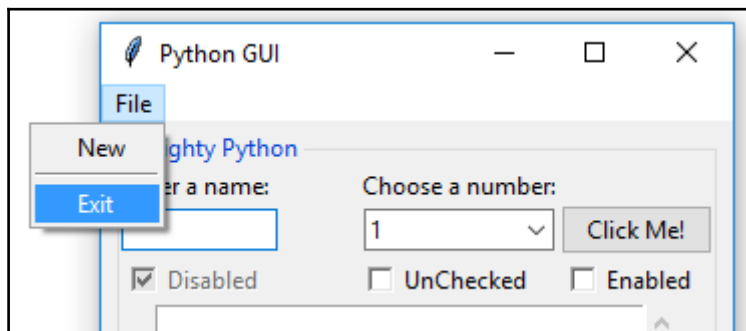 Python GUI
File
New
ighty Python
er a name:
Choose a number:
Exit
1
Click Me!
Disabled
UnChecked
Enabled